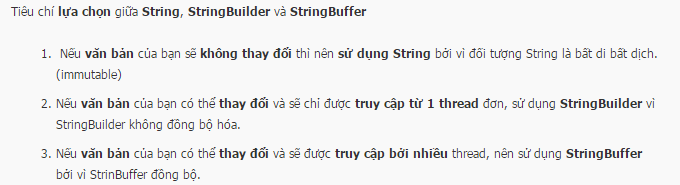 Tiêu chí lựa chọn giữa String, StringBuilder và StringBuffer
1. Nếu văn bản của bạn sẽ không thay đổi thì nên sử dụng String bởi vì đối tượng String là bất di bất dịch.
(immutable)
2. Nếu văn bản của bạn có thể thay đổi và sẽ chỉ được truy cập từ 1 thread đơn, sử dụng StringBuilder vì
StringBuilder không đồng bộ hóa.
3. Nếu văn bản của bạn có thể thay đổi và sẽ được truy cập bởi nhiều thread, nên sử dụng StringBuffer
bởi vì StrinBuffer đồng bộ.